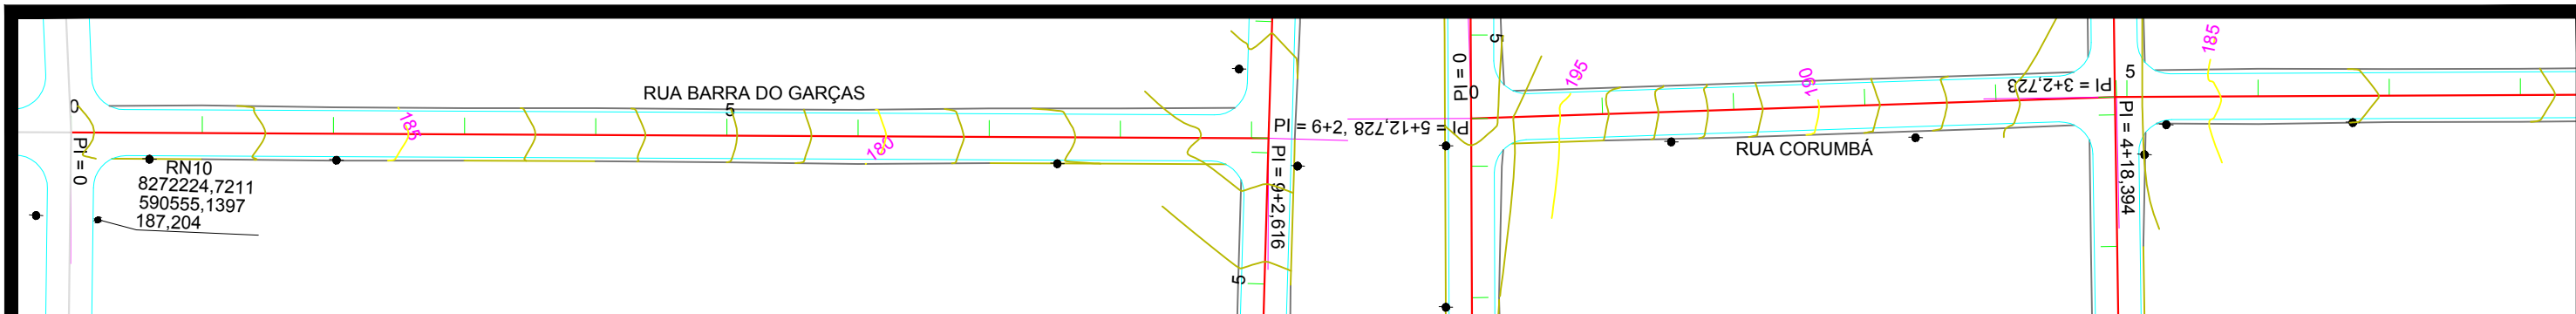 0
PI = 0
RN10
8272224,7211
590555,1397
187,204
185
RUA BARRA DO GARÇAS
5
180
PI = 9+2,
PI = 9+2,616
5
PI = 5+12,728
PI = 0
0
5
195
RUA CORUMBÁ
190
PI = 3+2,723
5
PI = 4+18,394
185